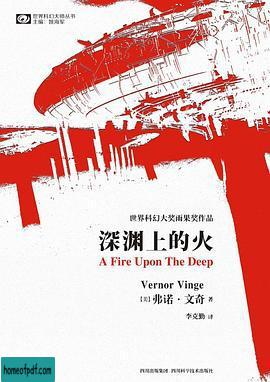 世界科幻大师丛书
主编：姚海军
世界科幻大奖雨果奖作品
深渊上的火
A Fire Upon The Deep
Vernor Vinge
【美】弗诺·文奇 著
李克勤 译
四川出版集团 四川科学技术出版社
homeofpdf.com